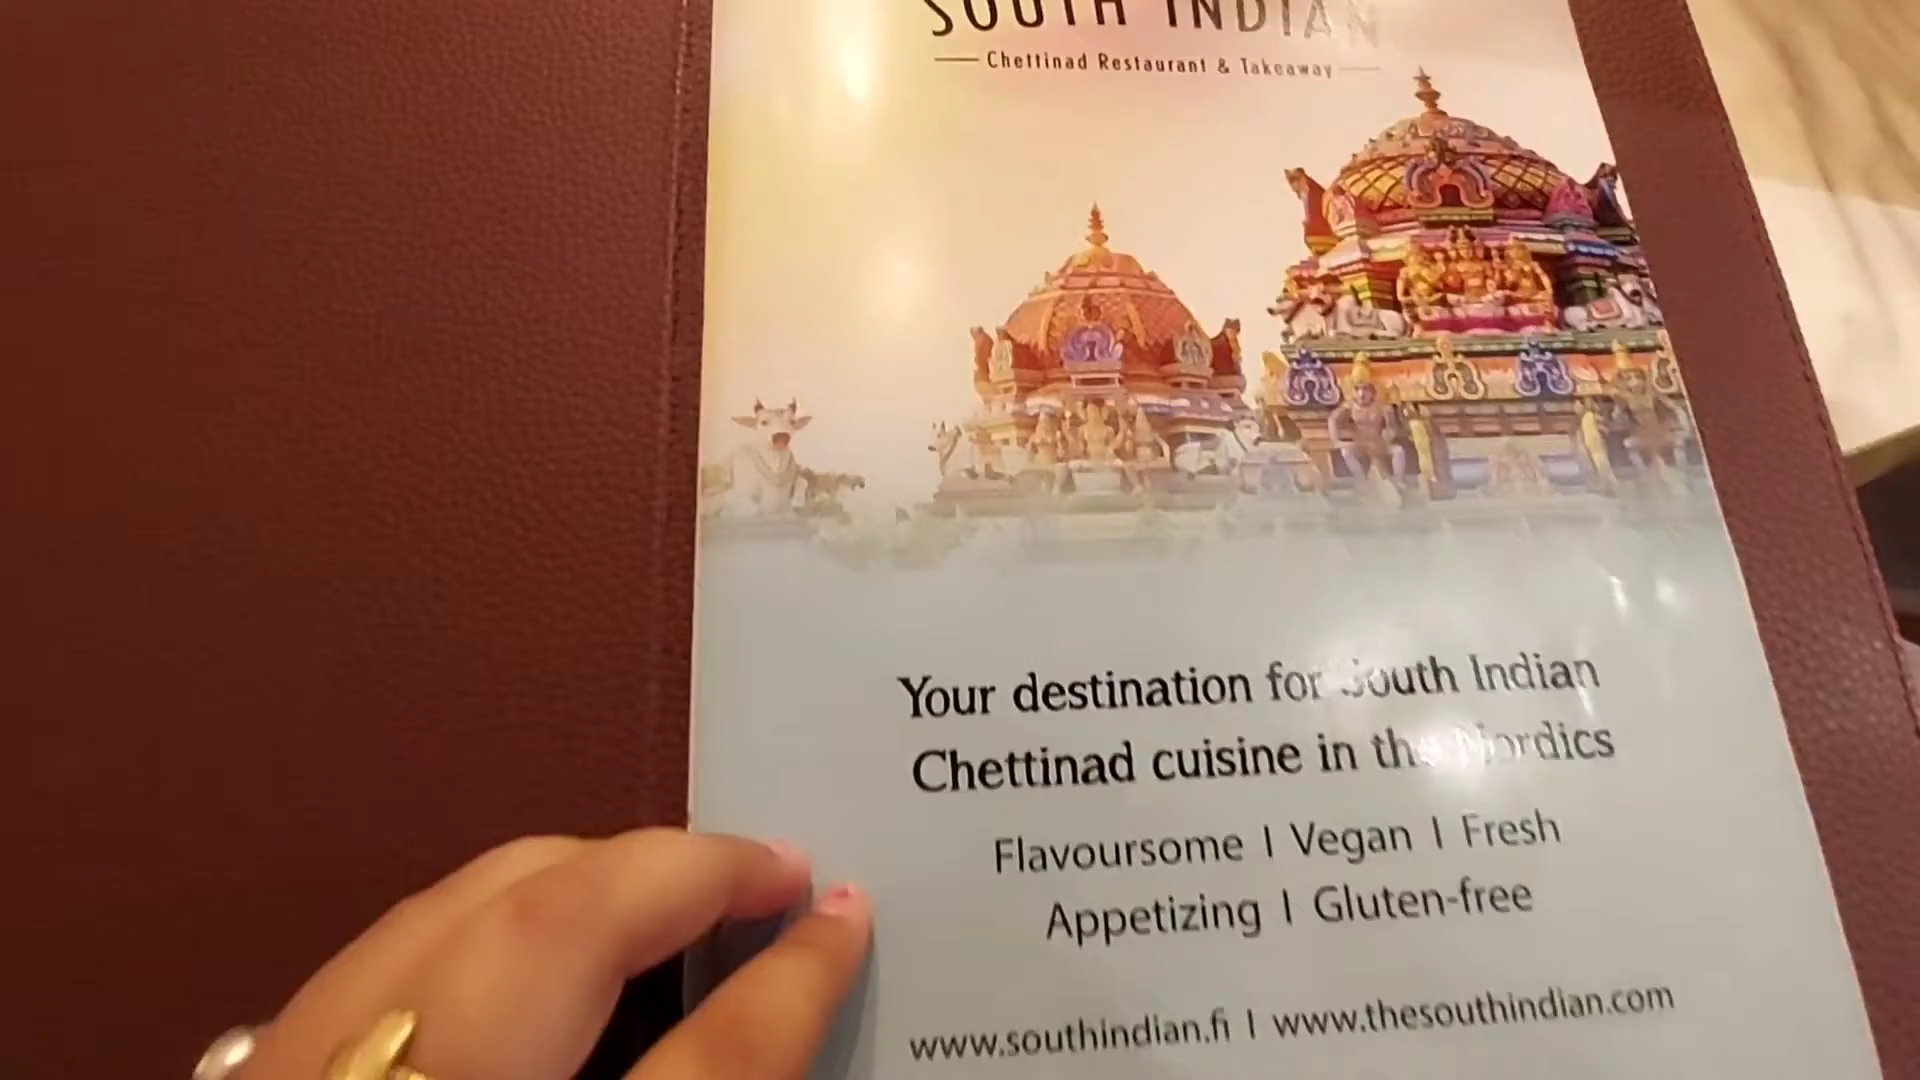 SOUTH INDIAN
Chettinad Restaurant & Takeaway
Your destination for South Indian
Chettinad cuisine in the Nordics
Flavoursome I Vegan I Fresh
Appetizing I Gluten-free
www.southindian.fi I www.thesouthindian.com